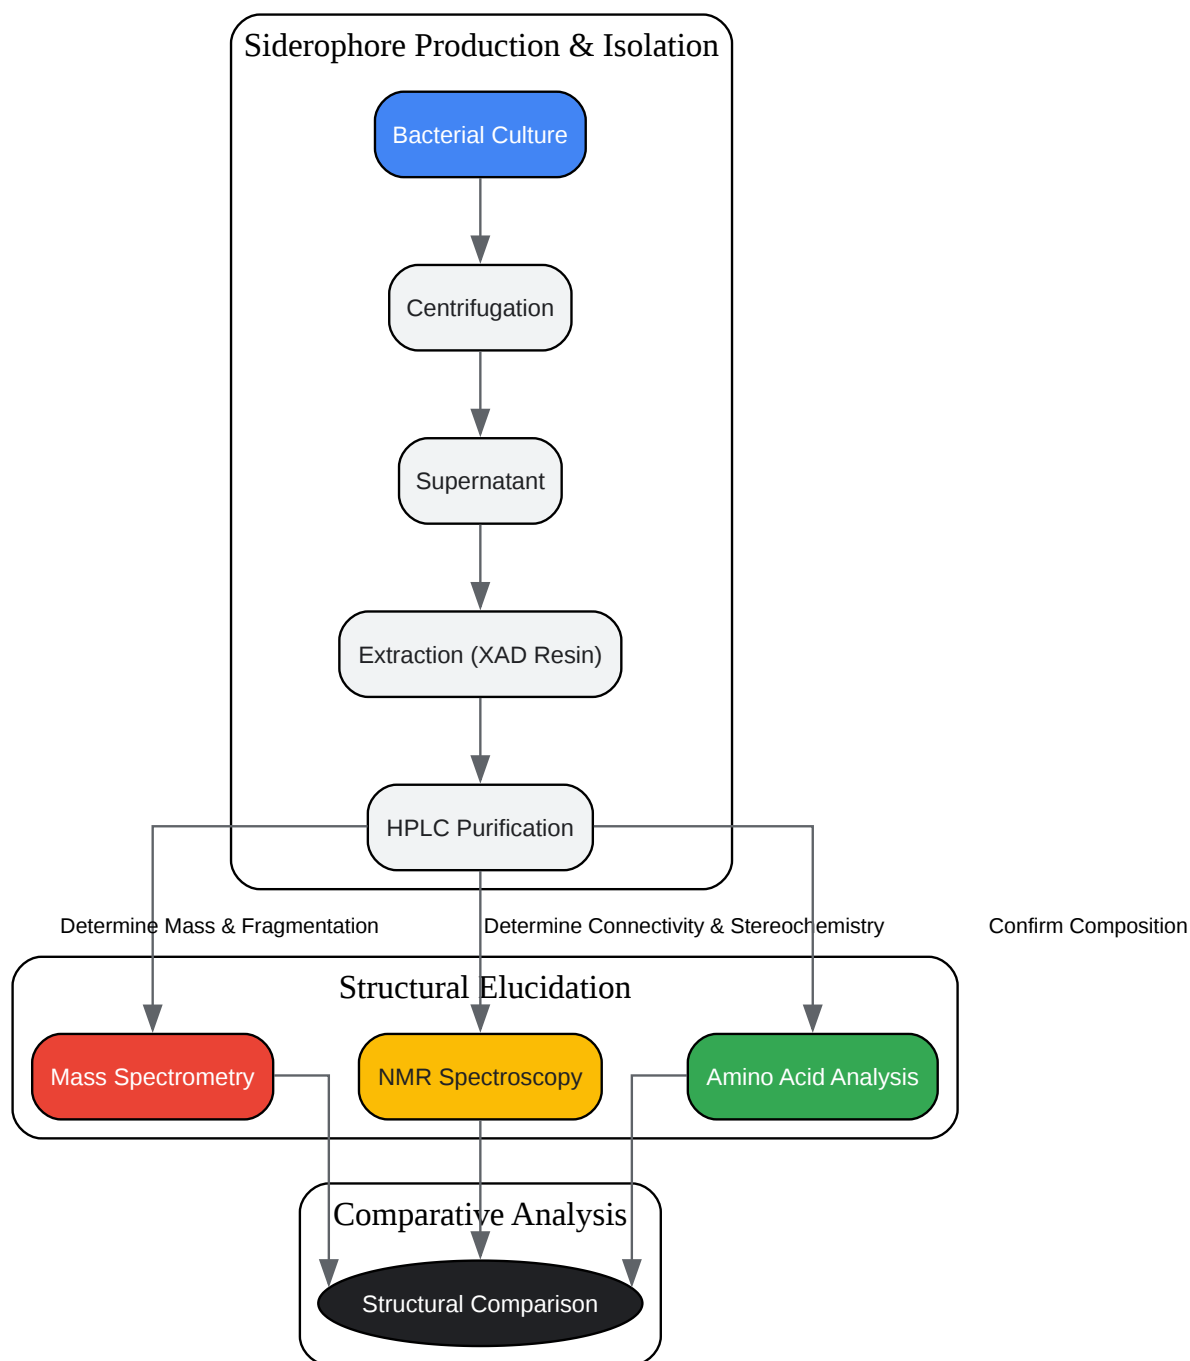 Siderophore Production & Isolation
Bacterial Culture
Centrifugation
Supernatant
Extraction (XAD Resin)
HPLC Purification
Determine Mass & Fragmentation
Determine Connectivity & Stereochemistry
Confirm Composition
Structural Elucidation
Mass Spectrometry
NMR Spectroscopy
Amino Acid Analysis
Comparative Analysis
Structural Comparison